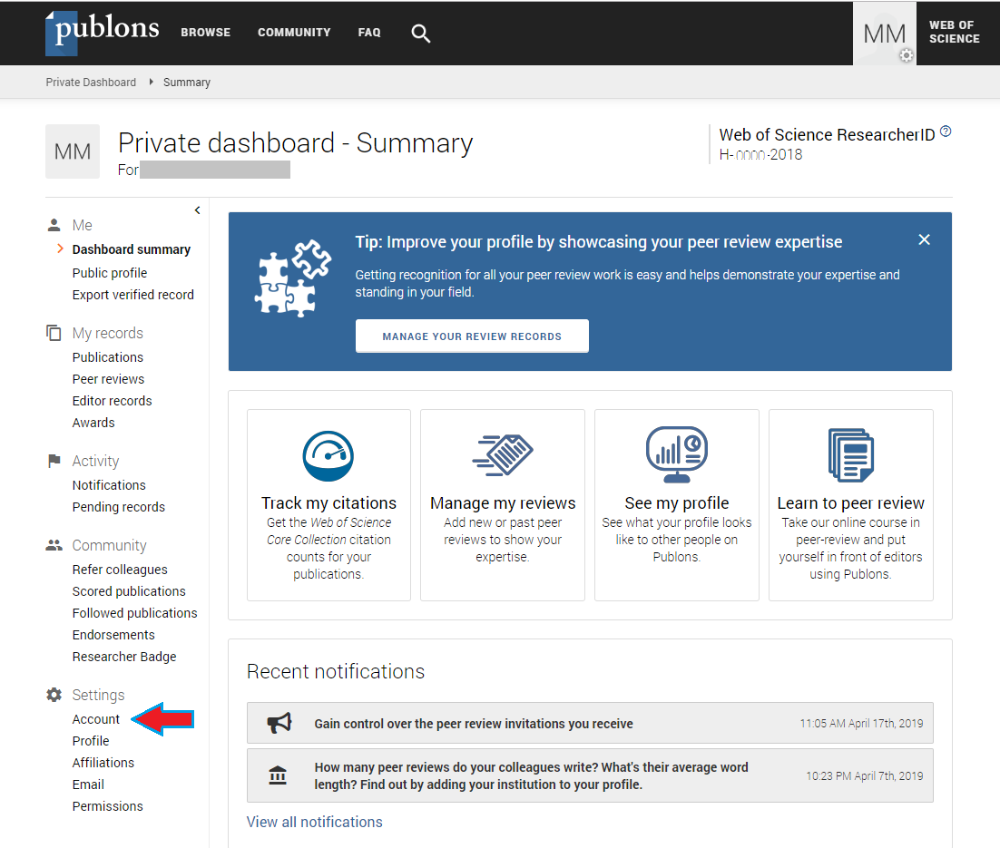 publons
BROWSE
COMMUNITY
FAQ
MM
WEB OF
SCIENCE
Private Dashboard
Summary
MM
Private dashboard - Summary
For
Web of Science ResearcherID ?
H-0000-2018
Me
Dashboard summary
Public profile
Export verified record
My records
Publications
Peer reviews
Editor records
Awards
Activity
Notifications
Pending records
Community
Refer colleagues
Scored publications
Followed publications
Endorsements
Researcher Badge
Settings
Account
Profile
Affiliations
Email
Permissions
Tip: Improve your profile by showcasing your peer review expertise
Getting recognition for all your peer review work is easy and helps demonstrate your expertise and
standing in your field.
MANAGE YOUR REVIEW RECORDS
Track my citations
Get the Web of Science
Core Collection citation
counts for your
publications.
Manage my reviews
Add new or past peer
reviews to show your
expertise.
See my profile
See what your profile looks
like to other people on
Publons.
Learn to peer review
Take our online course in
peer-review and put
yourself in front of editors
using Publons.
Recent notifications
Gain control over the peer review invitations you receive
11:05 AM April 17th, 2019
How many peer reviews do your colleagues write? What's their average word
length? Find out by adding your institution to your profile.
10:23 PM April 7th, 2019
View all notifications